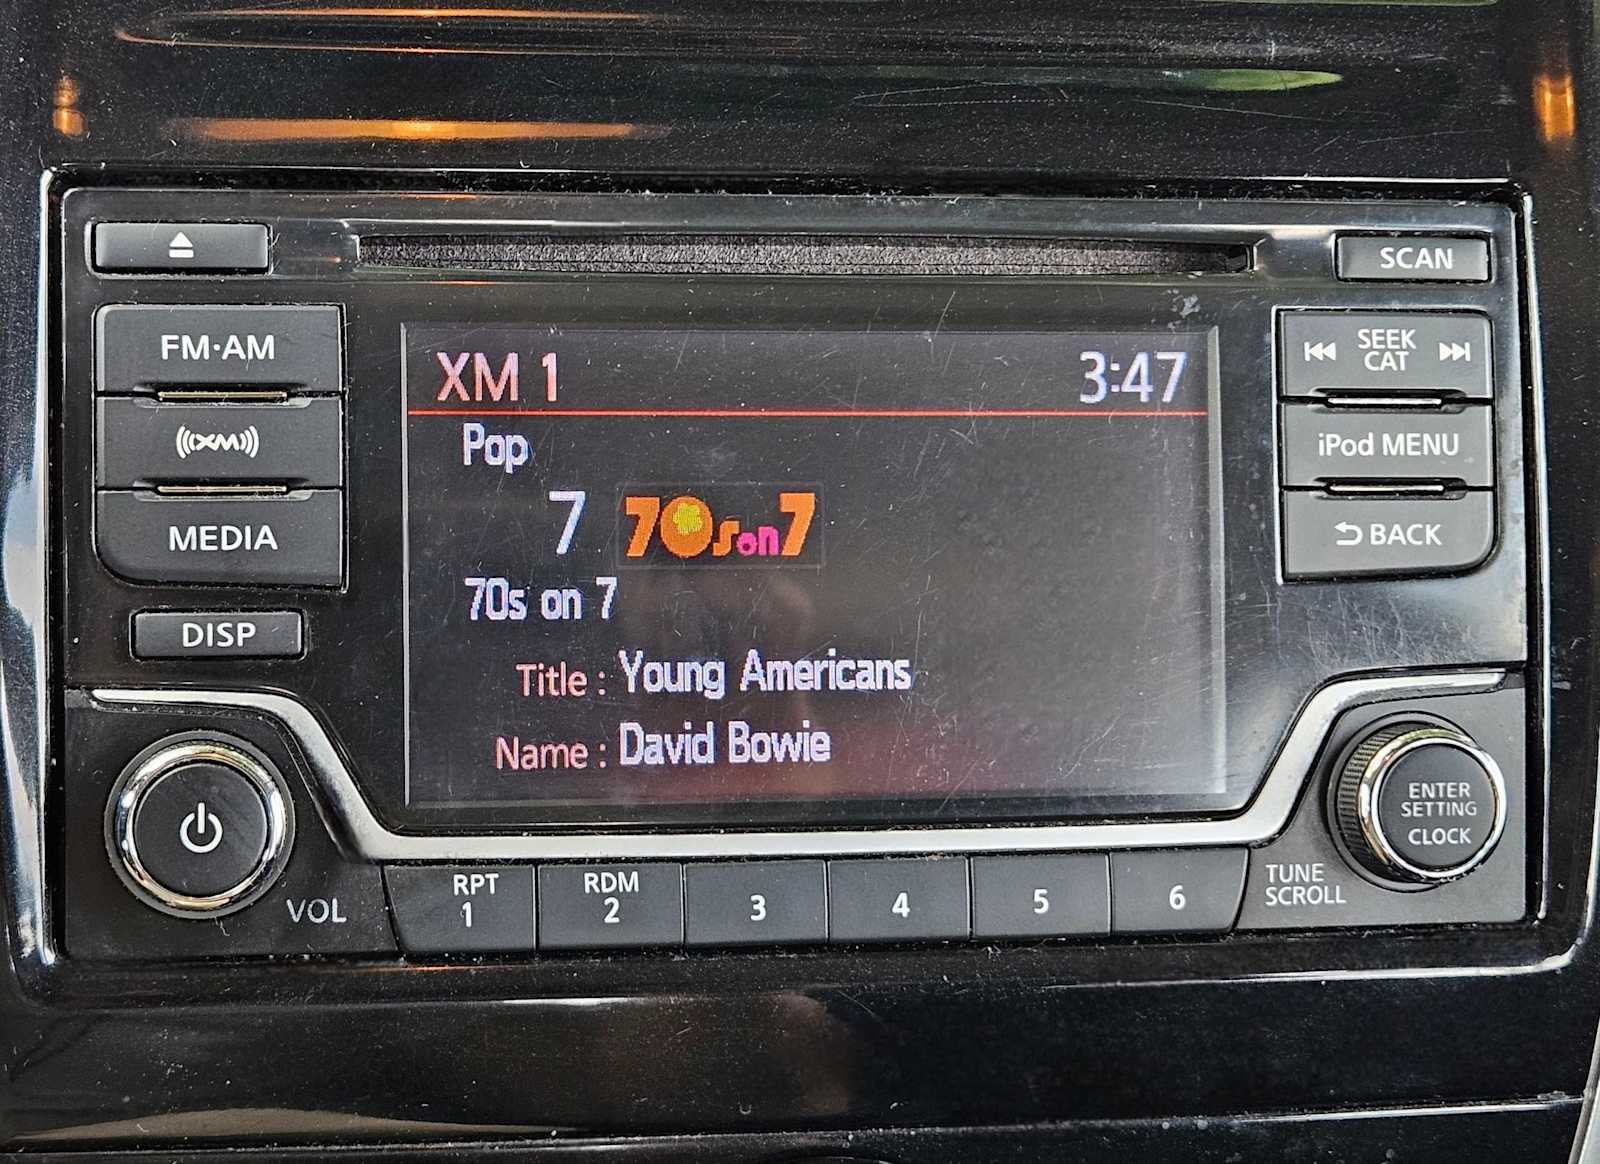 SCAN
FM·AM
XM
MEDIA
DISP
VOL
XM 1 3:47
Pop
7 70s on 7
70s on 7
Title : Young Americans
Name : David Bowie
SEEK
CAT
iPod MENU
BACK
ENTER
SETTING
CLOCK
TUNE
SCROLL
RPT
1
RDM
2
3
4
5
6